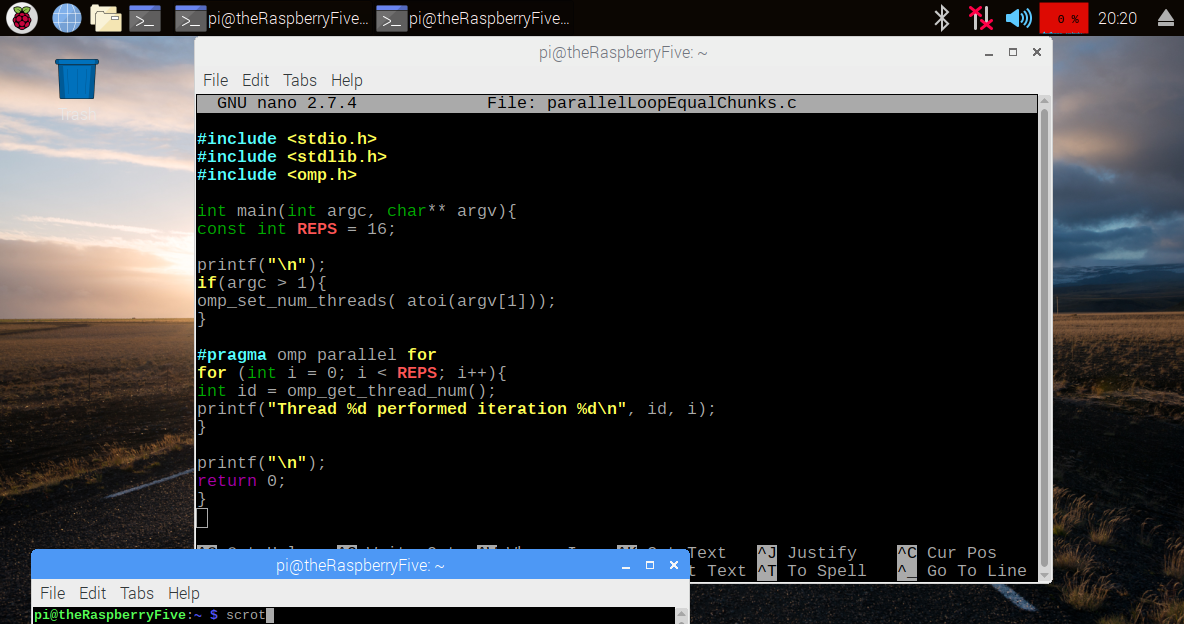 pi@theRaspberryFive... pi@theRaspberryFive... 0 % 20:20
pi@theRaspberryFive: ~
File Edit Tabs Help
GNU nano 2.7.4 File: parallelLoopEqualChunks.c
#include <stdio.h>
#include <stdlib.h>
#include <omp.h>
int main(int argc, char** argv){
const int REPS = 16;
printf("\n");
if(argc > 1){
omp_set_num_threads( atoi(argv[1]));
}
#pragma omp parallel for
for (int i = 0; i < REPS; i++){
int id = omp_get_thread_num();
printf("Thread %d performed iteration %d\n", id, i);
}
printf("\n");
return 0;
}
Text ^J Justify ^C Cur Pos
Text ^T To Spell ^_ Go To Line
pi@theRaspberryFive: ~
File Edit Tabs Help
pi@theRaspberryFive:~ $ scrot